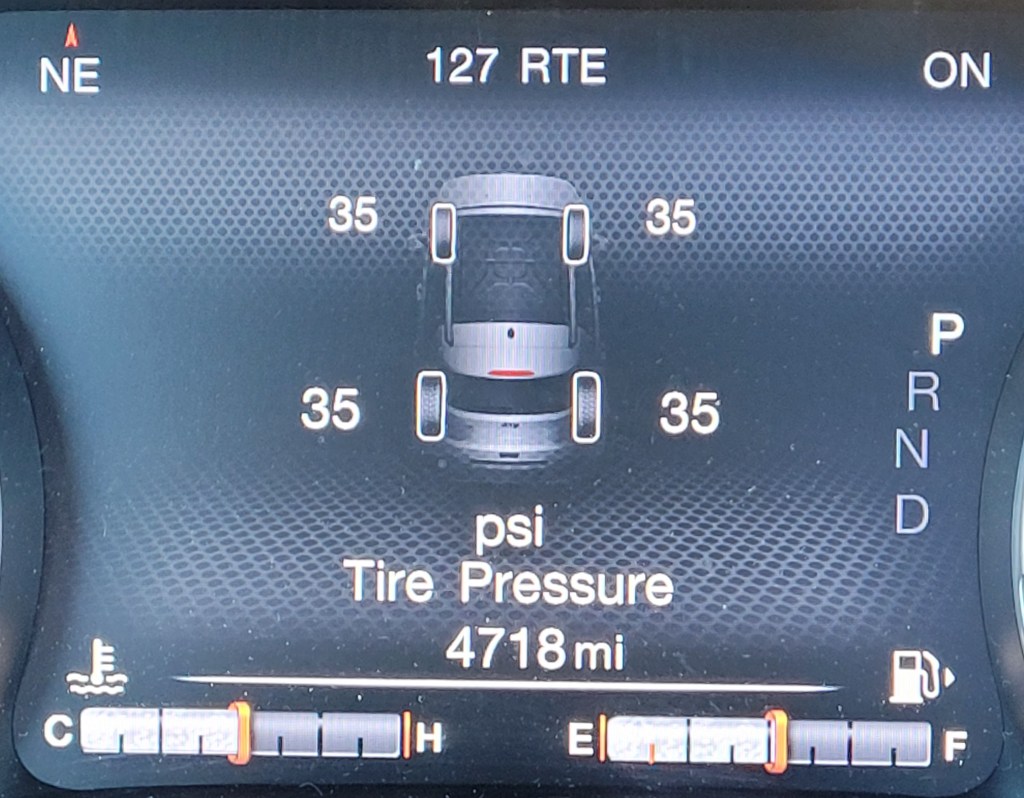 NE 127 RTE ON
35 35
P
R
35 35
N
D
psi
Tire Pressure
4718 mi
C H E F